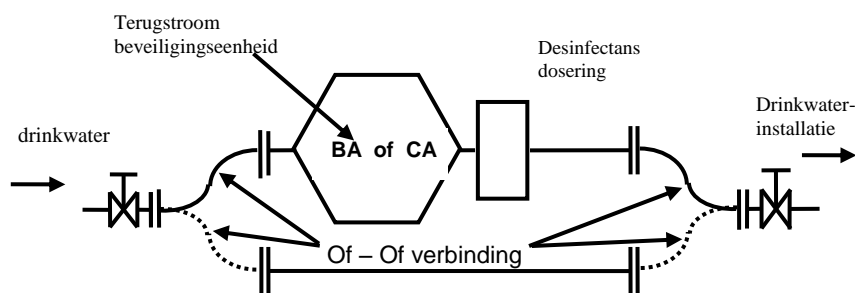 Terugstroom
beveiligingseenheid
Desinfectans
dosering
Drinkwater-
installatie
drinkwater
BA of CA
Of – Of verbinding